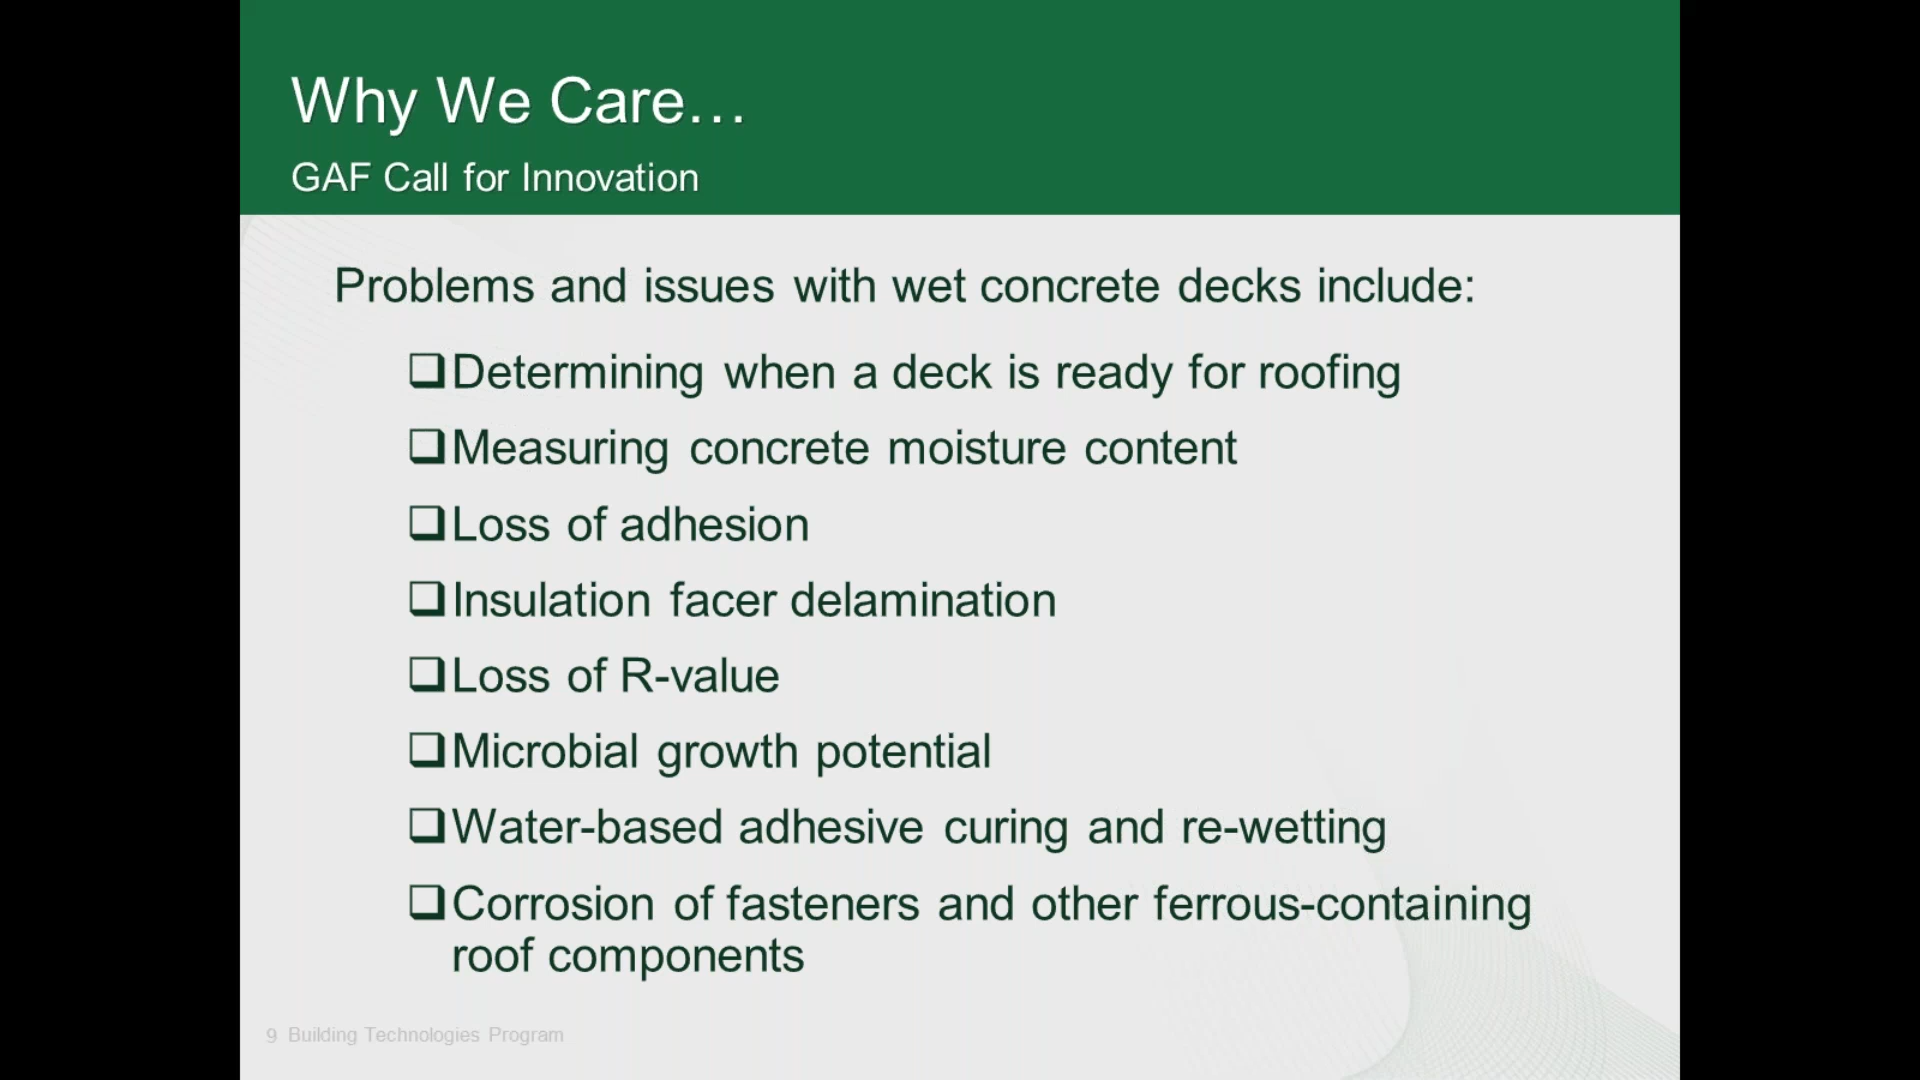 Why We Care…
GAF Call for Innovation
Problems and issues with wet concrete decks include:
❑Determining when a deck is ready for roofing
❑Measuring concrete moisture content
❑Loss of adhesion
❑Insulation facer delamination
❑Loss of R-value
❑Microbial growth potential
❑Water-based adhesive curing and re-wetting
❑Corrosion of fasteners and other ferrous-containing
roof components
9 Building Technologies Program